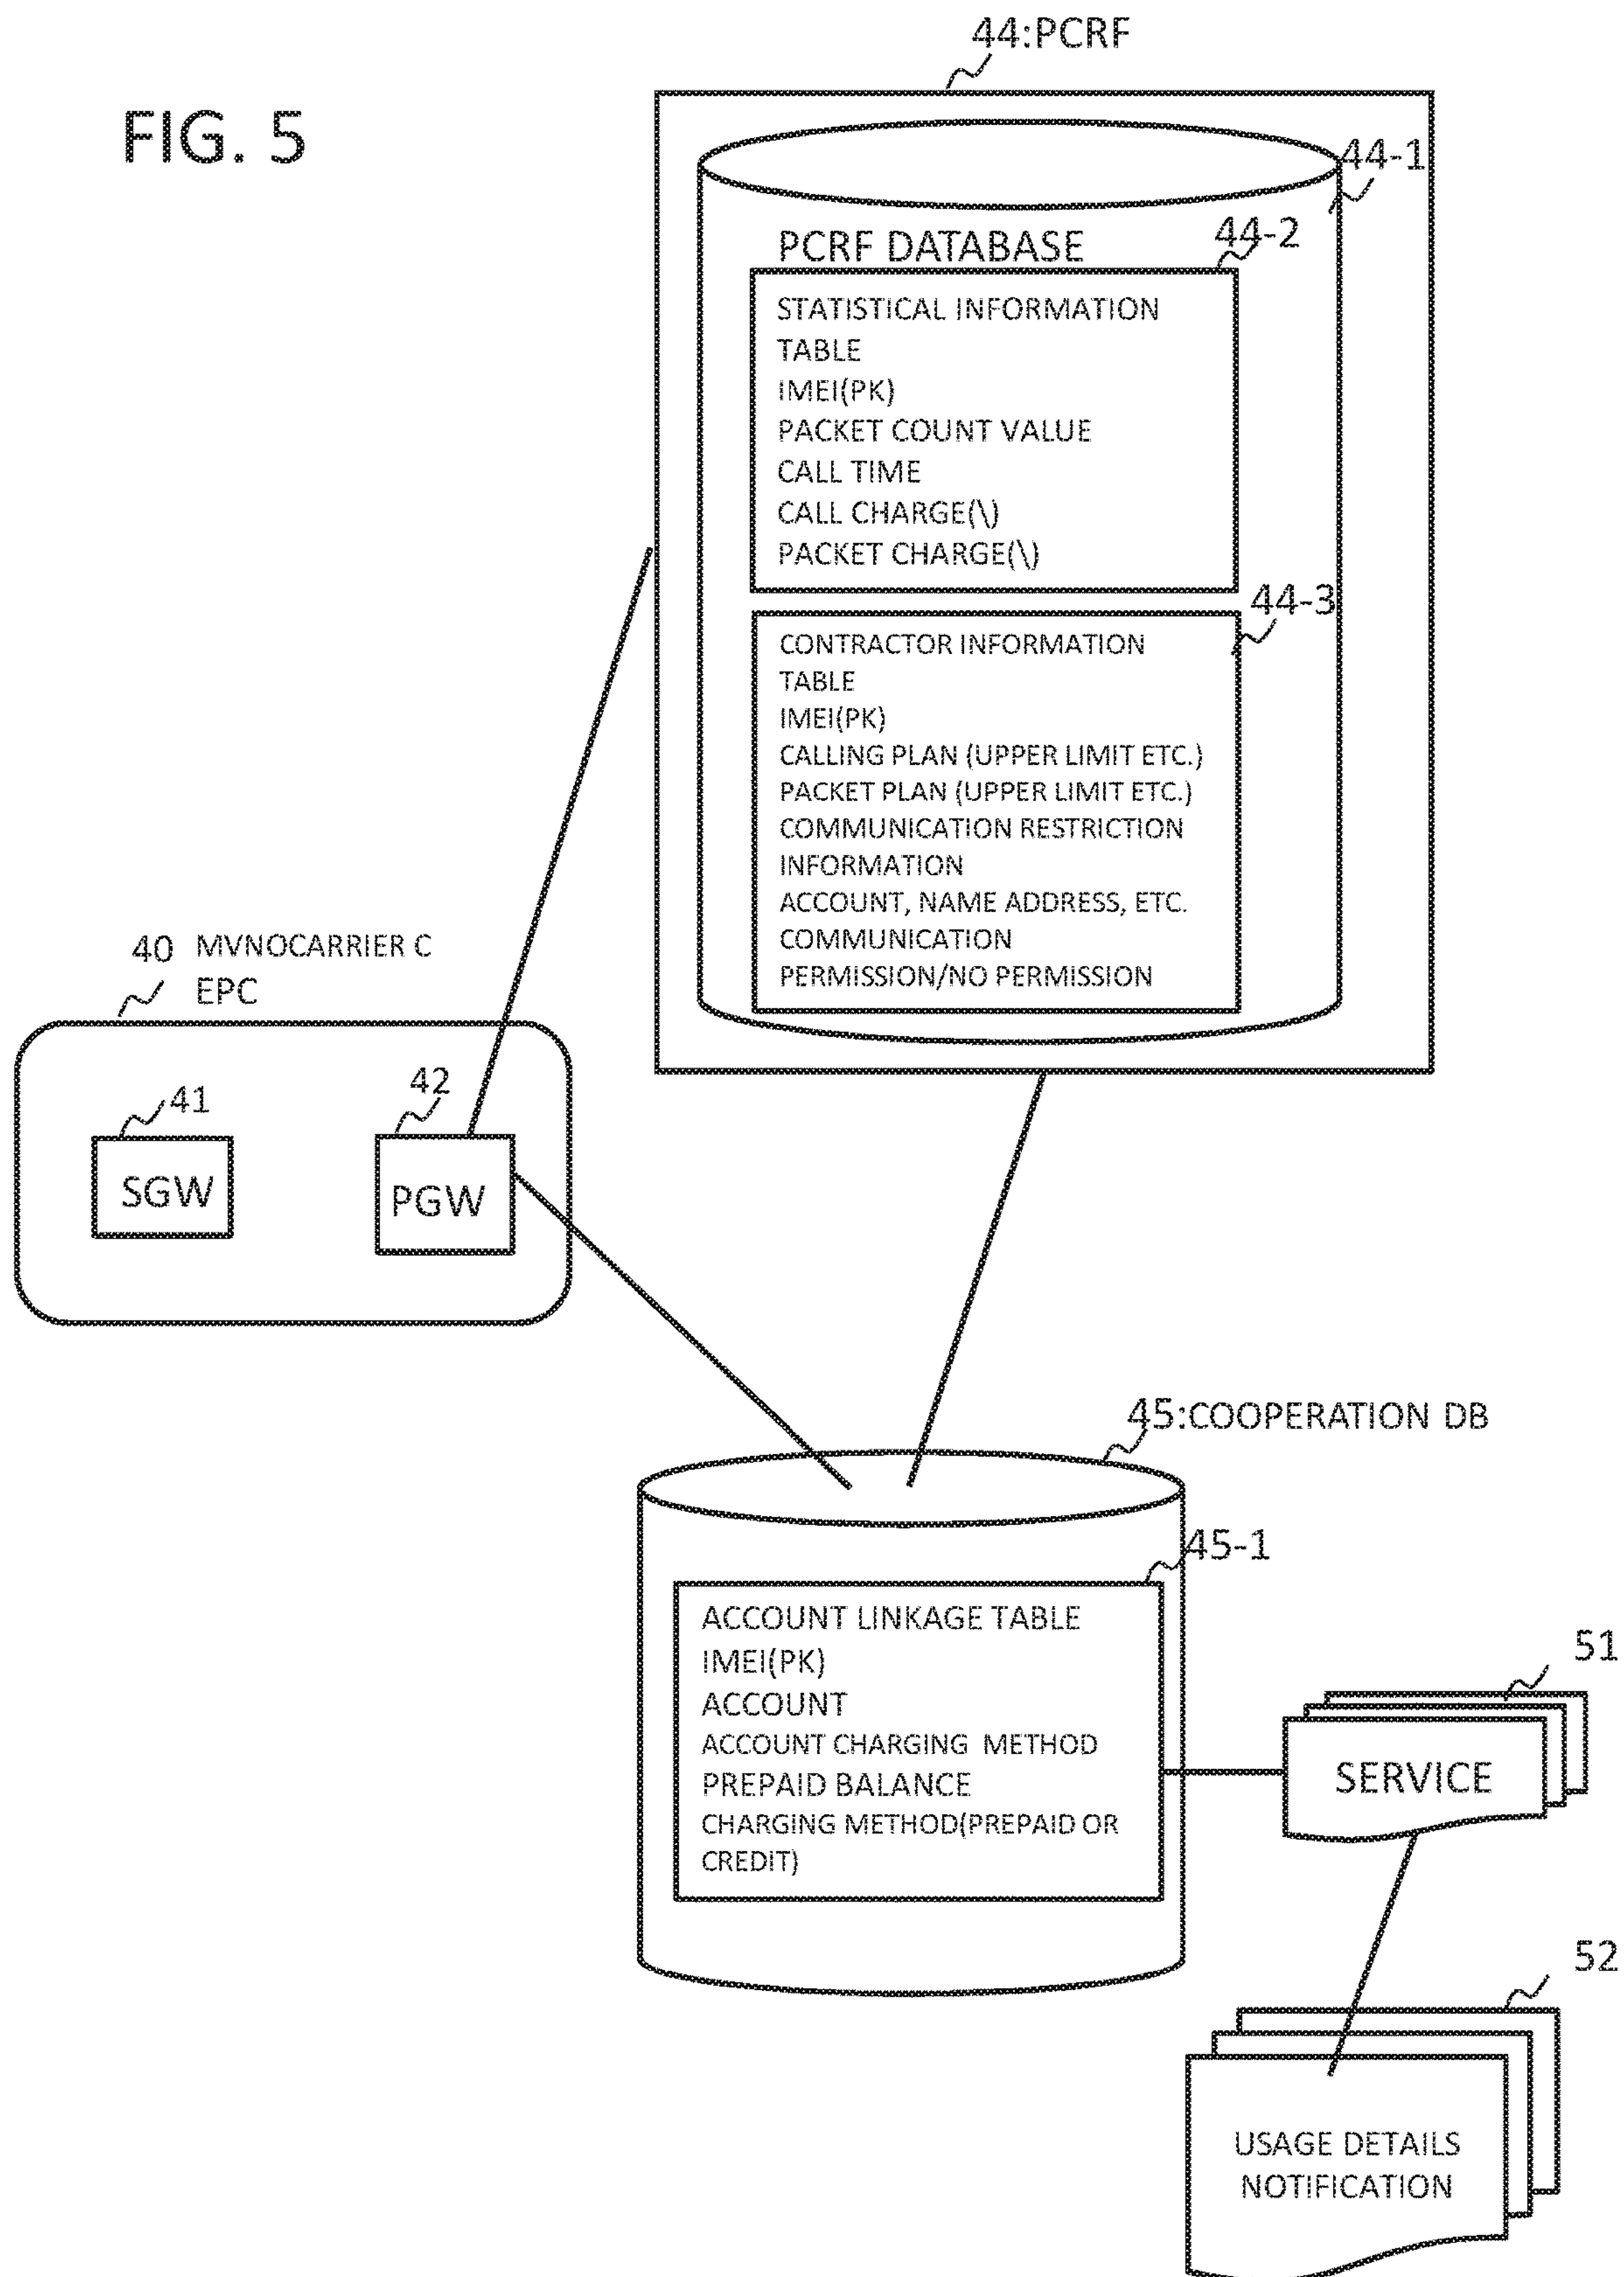 44:PCRF
FIG. 5
44-1
44-2
PCRF DATABASE
STATISTICAL INFORMATION
TABLE
IMEI(PK)
PACKET COUNT VALUE
CALL TIME
CALL CHARGE(\)
PACKET CHARGE(\)
44-3
CONTRACTOR INFORMATION
TABLE
IMEI(PK)
CALLING PLAN (UPPER LIMIT ETC.)
PACKET PLAN (UPPER LIMIT ETC.)
COMMUNICATION RESTRICTION
INFORMATION
ACCOUNT, NAME ADDRESS, ETC.
COMMUNICATION
PERMISSION/NO PERMISSION
40 MVNOCARRIER C
EPC
41
42
SGW
PGW
45:COOPERATION DB
45-1
ACCOUNT LINKAGE TABLE
IMEI(PK)
ACCOUNT
ACCOUNT CHARGING METHOD
PREPAID BALANCE
CHARGING METHOD(PREPAID OR
CREDIT)
51
SERVICE
52
USAGE DETAILS
NOTIFICATION